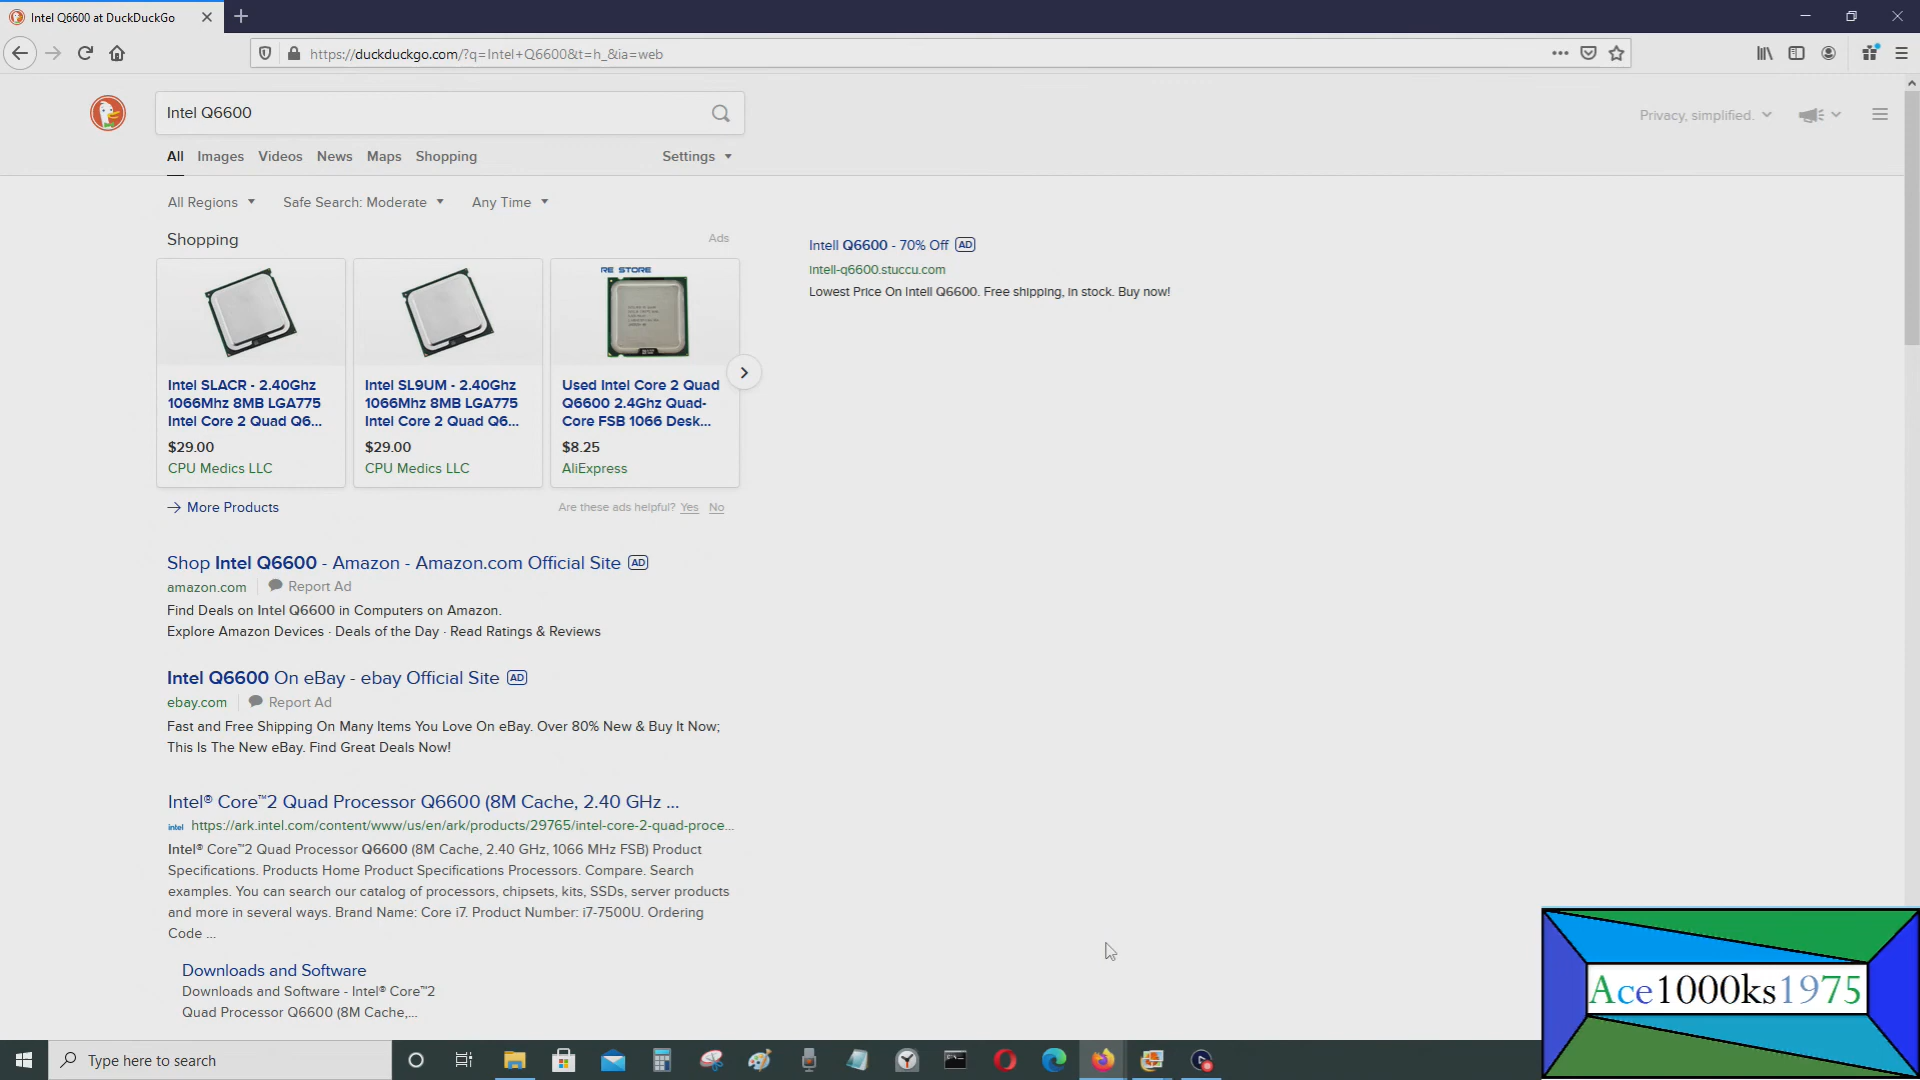 Intel Q6600 at DuckDuckGo
https://duckduckgo.com/?q=Intel+Q6600&t=h_&ia=web
Intel Q6600
Privacy, simplified.
All Images Videos News Maps Shopping Settings
All Regions Safe Search: Moderate Any Time
Shopping Ads
RE STORE
Intel SLACR - 2.40Ghz
1066Mhz 8MB LGA775
Intel Core 2 Quad Q6...
$29.00
CPU Medics LLC
Intel SL9UM - 2.40Ghz
1066Mhz 8MB LGA775
Intel Core 2 Quad Q6...
$29.00
CPU Medics LLC
Used Intel Core 2 Quad
Q6600 2.4Ghz Quad-
Core FSB 1066 Desk...
$8.25
AliExpress
More Products
Are these ads helpful? Yes No
Intell Q6600 - 70% Off AD
intell-q6600.stuccu.com
Lowest Price On Intell Q6600. Free shipping, in stock. Buy now!
Shop Intel Q6600 - Amazon - Amazon.com Official Site AD
amazon.com Report Ad
Find Deals on Intel Q6600 in Computers on Amazon.
Explore Amazon Devices · Deals of the Day · Read Ratings & Reviews
Intel Q6600 On eBay - ebay Official Site AD
ebay.com Report Ad
Fast and Free Shipping On Many Items You Love On eBay. Over 80% New & Buy It Now;
This Is The New eBay. Find Great Deals Now!
Intel® Core™2 Quad Processor Q6600 (8M Cache, 2.40 GHz ...
intel https://ark.intel.com/content/www/us/en/ark/products/29765/intel-core-2-quad-proce...
Intel® Core™2 Quad Processor Q6600 (8M Cache, 2.40 GHz, 1066 MHz FSB) Product
Specifications. Products Home Product Specifications Processors. Compare. Search
examples. You can search our catalog of processors, chipsets, kits, SSDs, server products
and more in several ways. Brand Name: Core i7. Product Number: i7-7500U. Ordering
Code ...
Downloads and Software
Downloads and Software - Intel® Core™2
Quad Processor Q6600 (8M Cache,...
Ace1000ks1975
Type here to search